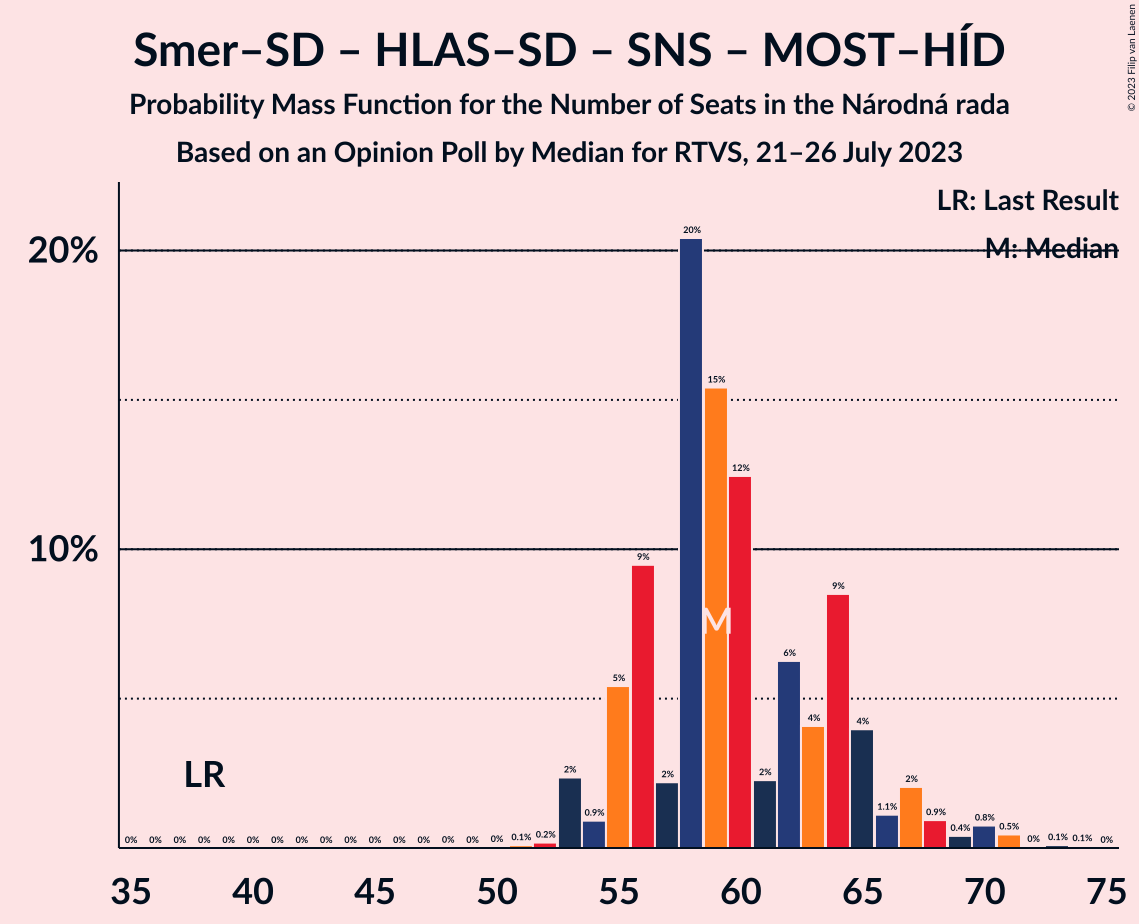 Smer–SD – HLAS–SD – SNS – MOST–HÍD
Probability Mass Function for the Number of Seats in the Národná rada
Based on an Opinion Poll by Median for RTVS, 21–26 July 2023
© 2023 Filip van Laenen
LR: Last Result
M: Median
20%
10%
20%
15%
12%
9%
9%
M
6%
5%
4%
4%
LR
2%
2%
2%
2%
0% 0% 0% 0% 0% 0% 0% 0% 0% 0% 0% 0% 0% 0% 0% 0% 0.1% 0.2% 0.9% 1.1% 0.9% 0.4% 0.8% 0.5% 0% 0.1% 0.1% 0%
35 40 45 50 55 60 65 70 75